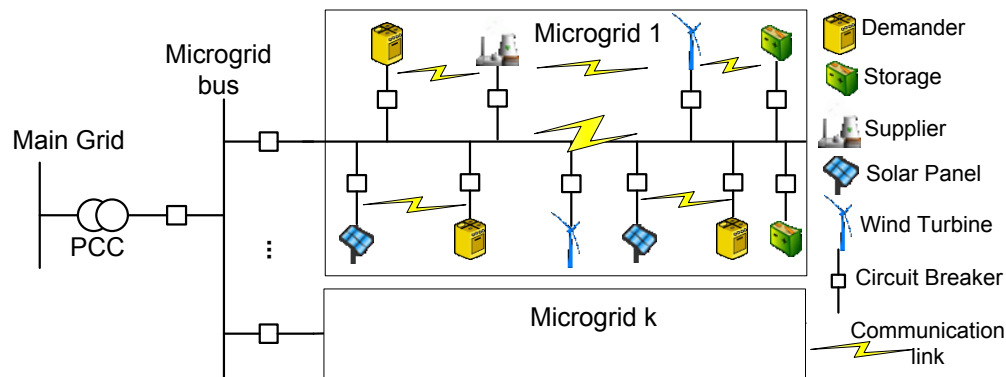 Microgrid
bus
Main Grid
PCC
...
Microgrid 1
Microgrid k
Demander
Storage
Supplier
Solar Panel
Wind Turbine
Circuit Breaker
Communication
link